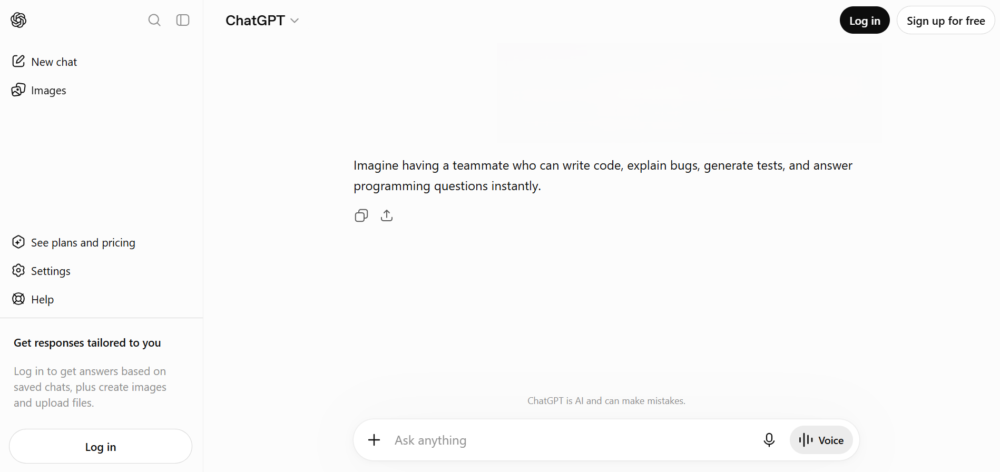 ChatGPT
Log in
Sign up for free
New chat
Images
Imagine having a teammate who can write code, explain bugs, generate tests, and answer
programming questions instantly.
See plans and pricing
Settings
Help
Get responses tailored to you
Log in to get answers based on
saved chats, plus create images
and upload files.
Log in
ChatGPT is AI and can make mistakes.
Ask anything
Voice